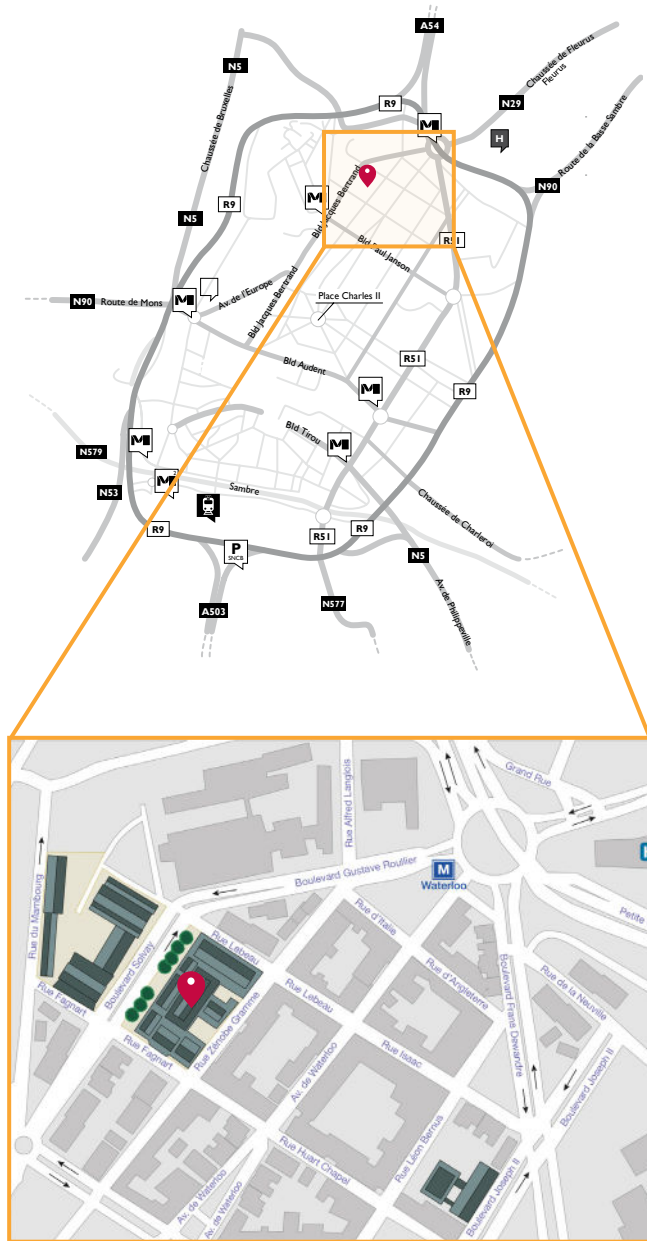 A54
Chaussée de Fleurus
Fleurus
N5
R9
N29
Route de la Basse Sambre
Chaussée de Bruxelles
M
H
N90
R9
N5
M
Bld Jacques Bertrand
Bld Paul Janson
R51
Av. de l'Europe
N90
Route de Mons
M
Bld Jacques Bertrand
Place Charles II
Bld Audent
R51
R9
M
Bld Tirou
M
M
N579
M
2
N53
Sambre
Chaussée de Charleroi
R9
R51
R9
P
SNCB
N5
A503
N577
Av. de Philippeville
Grand Rue
Rue Alfred Langlois
Boulevard Gustave Roullier
M
Waterloo
Rue du Mambourg
Boulevard Solvay
Rue Lebeau
Rue d'Italie
Petite
Rue d'Angleterre
Rue de la Neuville
Rue Fagnart
Rue Lebeau
Boulevard Frans Dewandre
Rue Fagnart
Rue Zénobe Gramme
Av. de Waterloo
Rue Isaac
Boulevard Joseph II
Rue Huart Chapel
Rue Léon Bernus
Av. de Waterloo
Av. de Waterloo
Boulevard Joseph II